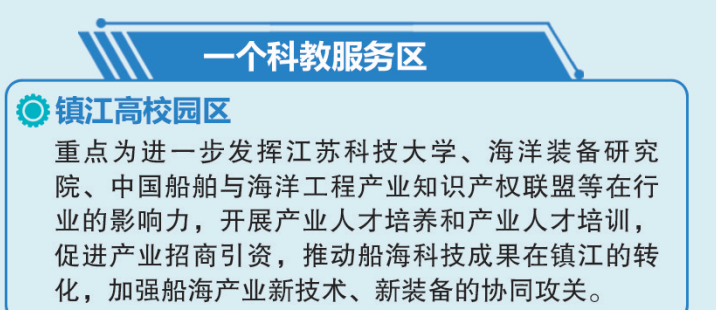 一个科教服务区
镇江高校园区
重点为进一步发挥江苏科技大学、海洋装备研究
院、中国船舶与海洋工程产业知识产权联盟等在行
业的影响力，开展产业人才培养和产业人才培训，
促进产业招商引资，推动船海科技成果在镇江的转
化，加强船海产业新技术、新装备的协同攻关。